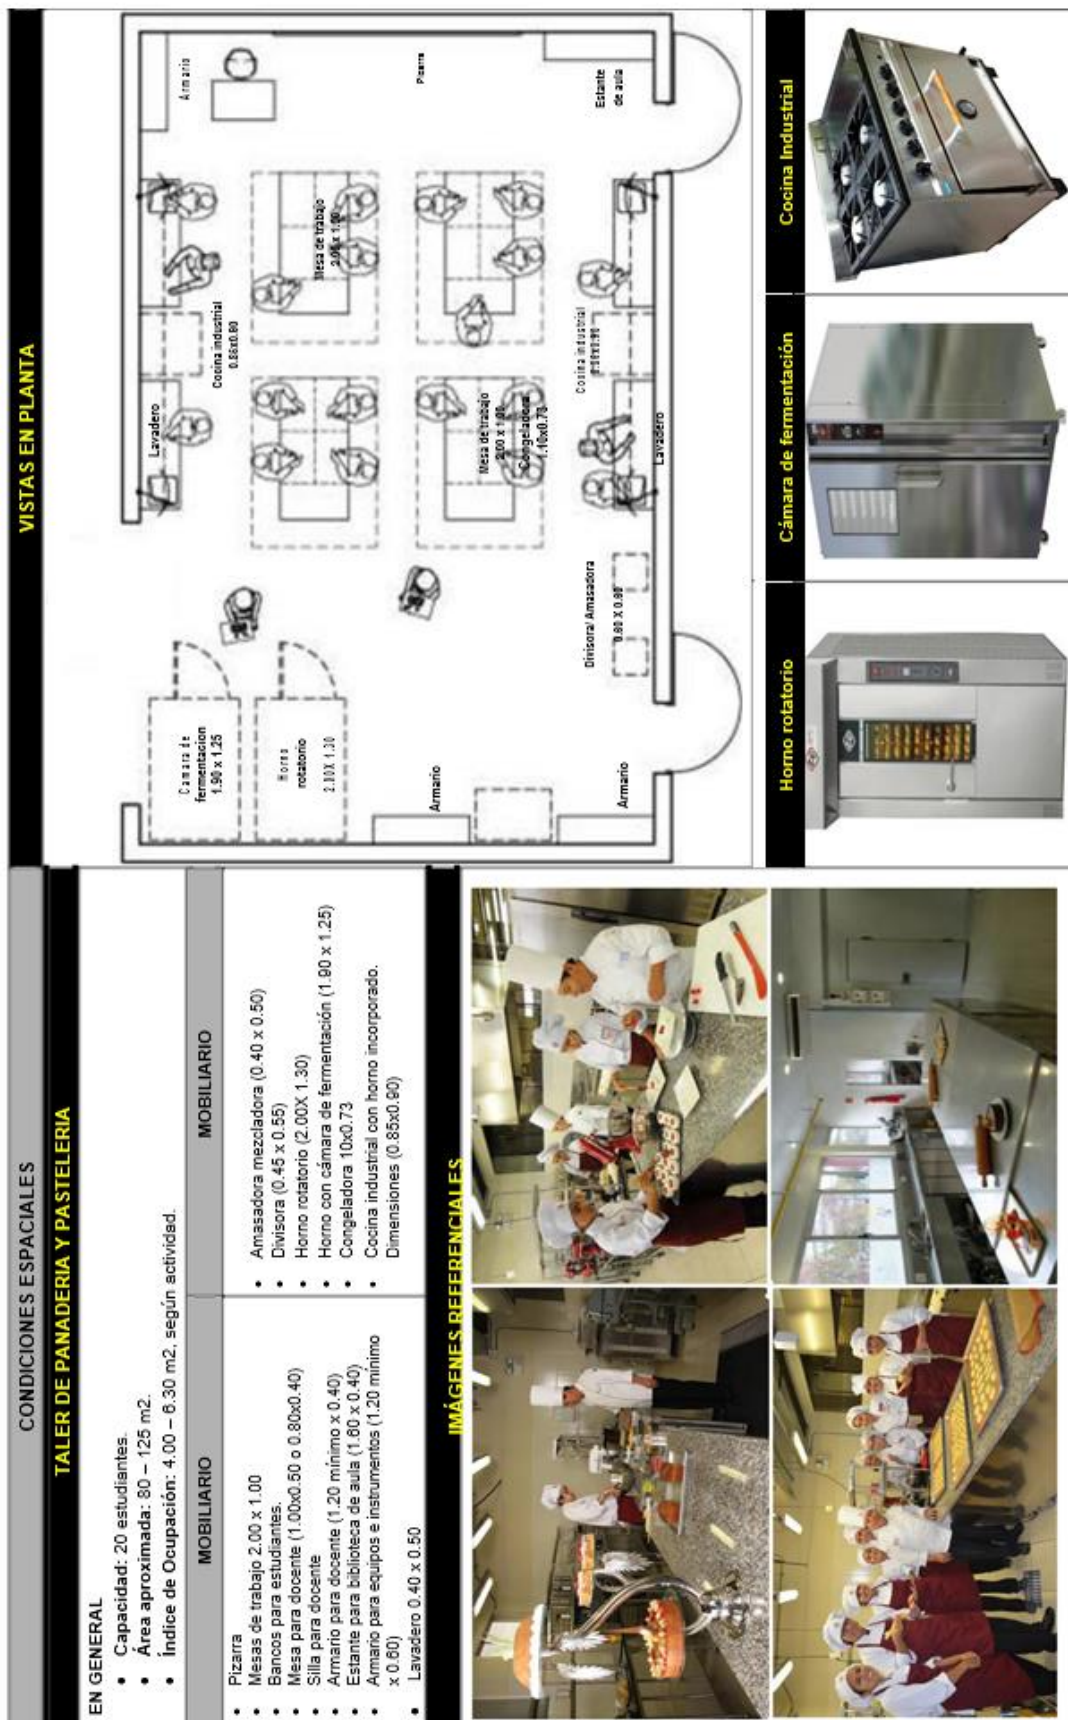 CONDICIONES ESPACIALES
TALER DE PANADERIA Y PASTELERIA
EN GENERAL
• Capacidad: 20 estudiantes.
• Área aproximada: 80 – 125 m2.
• Índice de Ocupación: 4.00 – 6.30 m2, según actividad.
MOBILIARIO
• Pizarra
• Mesas de trabajo 2.00 x 1.00
• Bancos para estudiantes.
• Mesa para docente (1.00x0.50 o 0.80x0.40)
• Silla para docente
• Armario para docente (1.20 mínimo x 0.40)
• Estante para biblioteca de aula (1.60 x 0.40)
• Armario para equipos e instrumentos (1.20 mínimo
x 0.60)
• Lavadero 0.40 x 0.50
MOBILIARIO
• Amasadora mezcladora (0.40 x 0.50)
• Divisora (0.45 x 0.55)
• Horno rotatorio (2.00X 1.30)
• Horno con cámara de fermentación (1.90 x 1.25)
• Congeladora 10x0.73
• Cocina industrial con horno incorporado.
Dimensiones (0.85x0.90)
IMÁGENES REFERENCIALES
VISTAS EN PLANTA
Camara de
fermentacion
1.90 x 1.25
Horno
rotatorio
2.00X 1.30
Armario
Armario
Lavadero
Cocina industrial
0.85x0.90
Armario
Mesa de trabajo
2.00 x 1.00
Pizarra
Mesa de trabajo
2.00 x 1.00
Congeladora
1.10x0.73
Divisora/ Amasadora
0.80 X 0.80
Lavadero
Cocina industrial
Estante
de aula
Horno rotatorio
Cámara de fermentación
Cocina Industrial